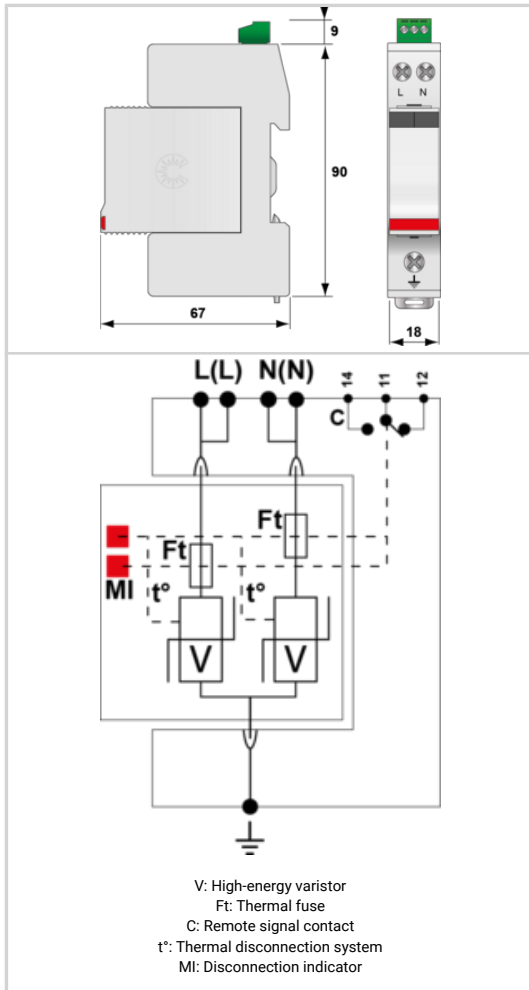 9
L N
90
67
18
L(L) N(N) 14 11 12
C
Ft
Ft
MI t° t°
V V
V: High-energy varistor
Ft: Thermal fuse
C: Remote signal contact
t°: Thermal disconnection system
MI: Disconnection indicator